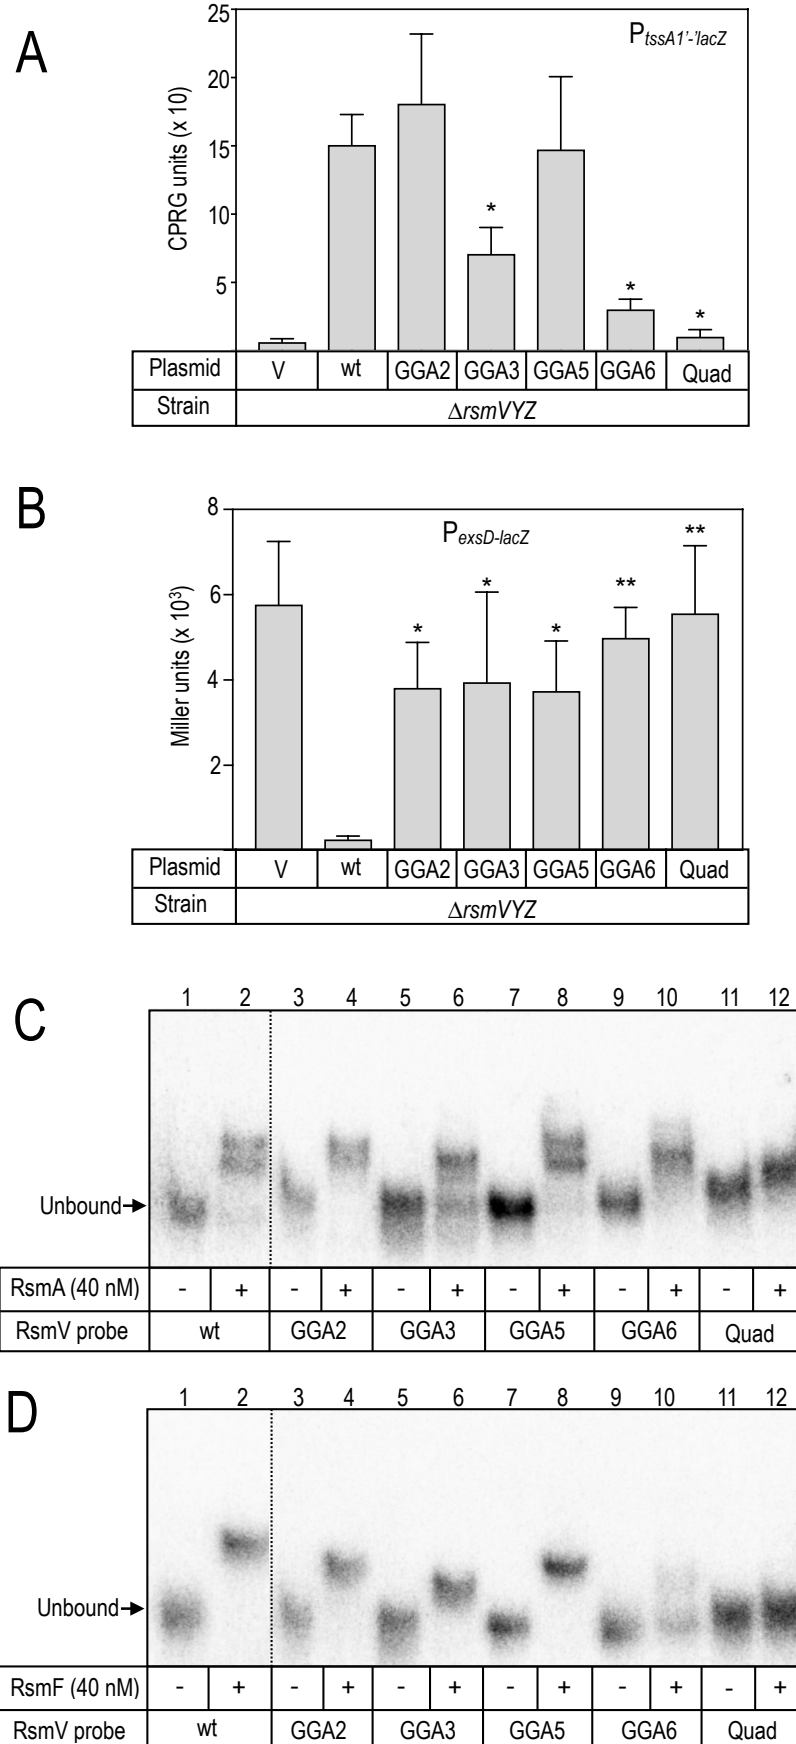 A
25
20
15
10
5
CPRG units (x 10)
PtssA1'-'lacZ
* * *
Plasmid V wt GGA2 GGA3 GGA5 GGA6 Quad
Strain ΔrsmVYZ
B
8
6
4
2
Miller units (x 10³)
PexsD-lacZ
* * * ** **
Plasmid V wt GGA2 GGA3 GGA5 GGA6 Quad
Strain ΔrsmVYZ
C
1 2 3 4 5 6 7 8 9 10 11 12
Unbound
RsmA (40 nM) - + - + - + - + - + - +
RsmV probe wt GGA2 GGA3 GGA5 GGA6 Quad
D
1 2 3 4 5 6 7 8 9 10 11 12
Unbound
RsmF (40 nM) - + - + - + - + - + - +
RsmV probe wt GGA2 GGA3 GGA5 GGA6 Quad